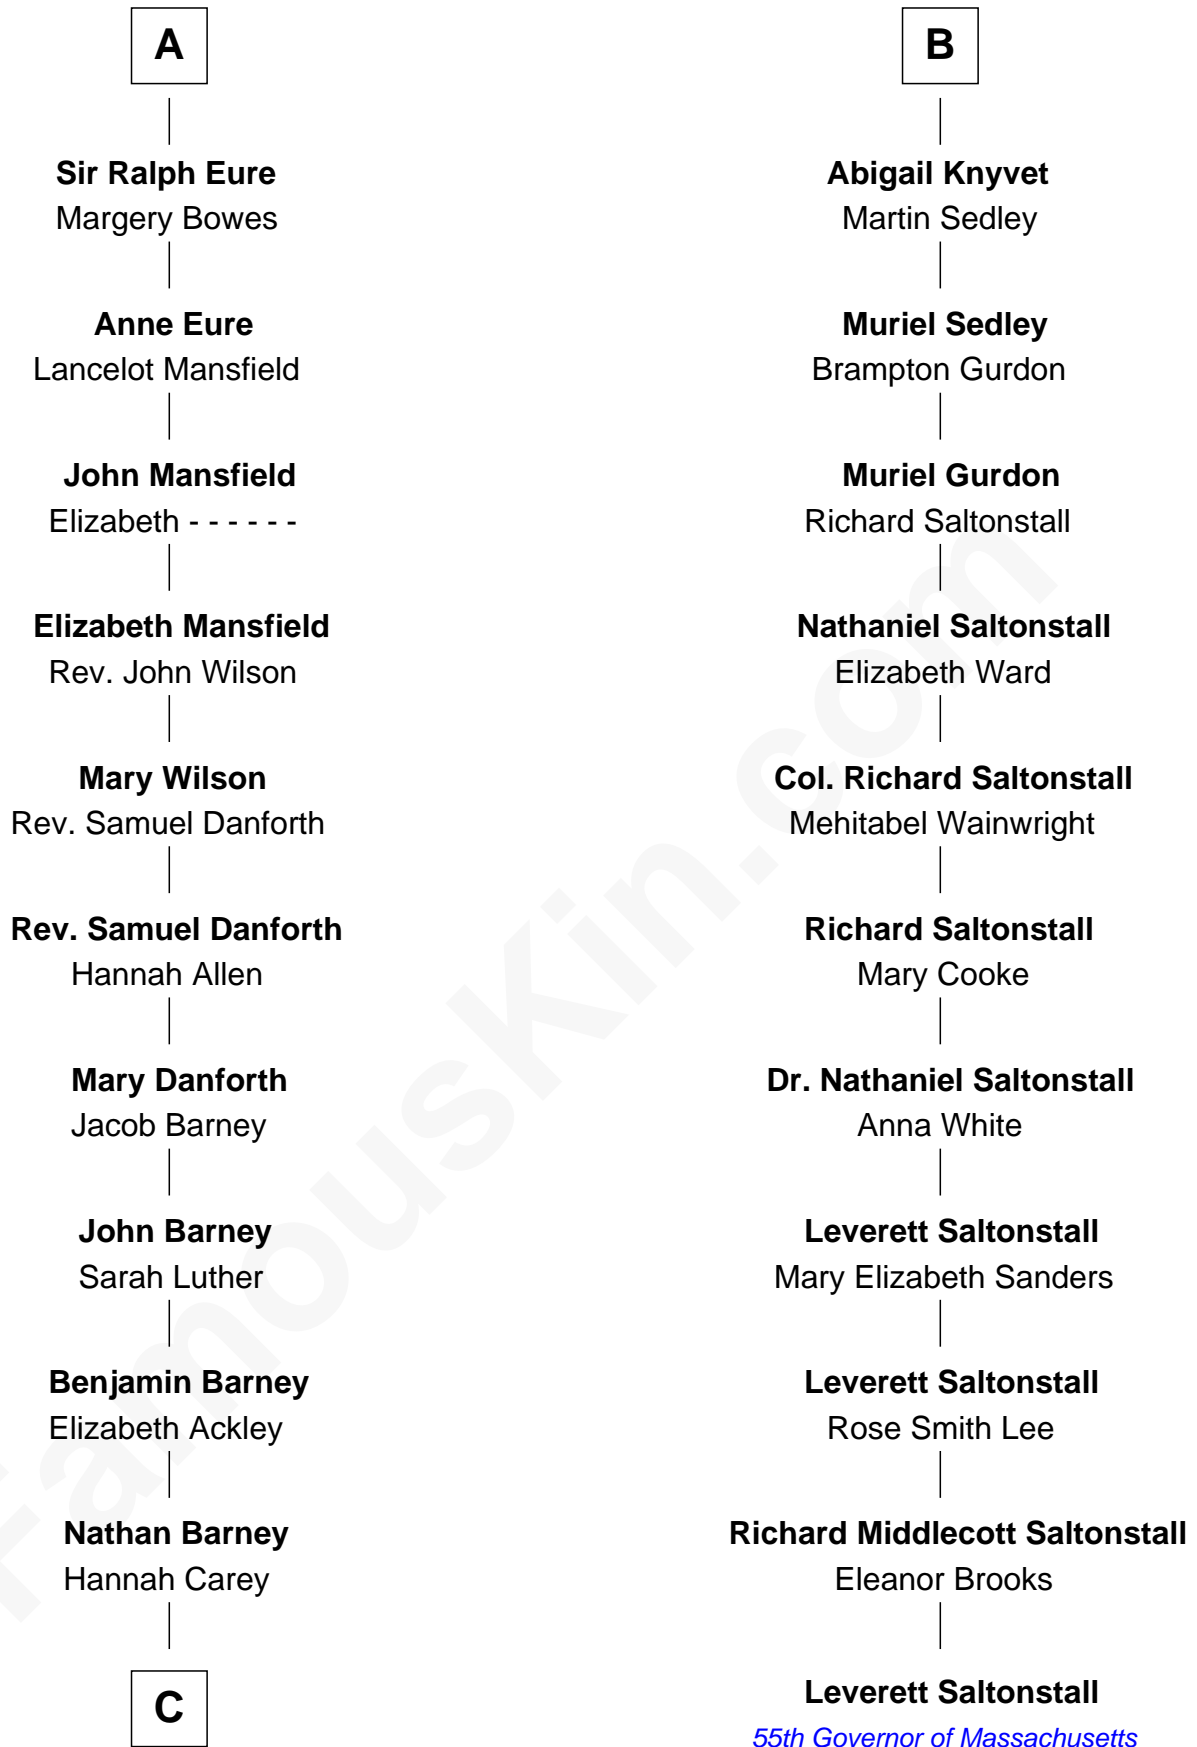 A
Sir Ralph Eure
Margery Bowes
Anne Eure
Lancelot Mansfield
John Mansfield
Elizabeth - - - - - -
Elizabeth Mansfield
Rev. John Wilson
Mary Wilson
Rev. Samuel Danforth
Rev. Samuel Danforth
Hannah Allen
Mary Danforth
Jacob Barney
John Barney
Sarah Luther
Benjamin Barney
Elizabeth Ackley
Nathan Barney
Hannah Carey
C
B
Abigail Knyvet
Martin Sedley
Muriel Sedley
Brampton Gurdon
Muriel Gurdon
Richard Saltonstall
Nathaniel Saltonstall
Elizabeth Ward
Col. Richard Saltonstall
Mehitabel Wainwright
Richard Saltonstall
Mary Cooke
Dr. Nathaniel Saltonstall
Anna White
Leverett Saltonstall
Mary Elizabeth Sanders
Leverett Saltonstall
Rose Smith Lee
Richard Middlecott Saltonstall
Eleanor Brooks
Leverett Saltonstall
55th Governor of Massachusetts
FamousKin.com